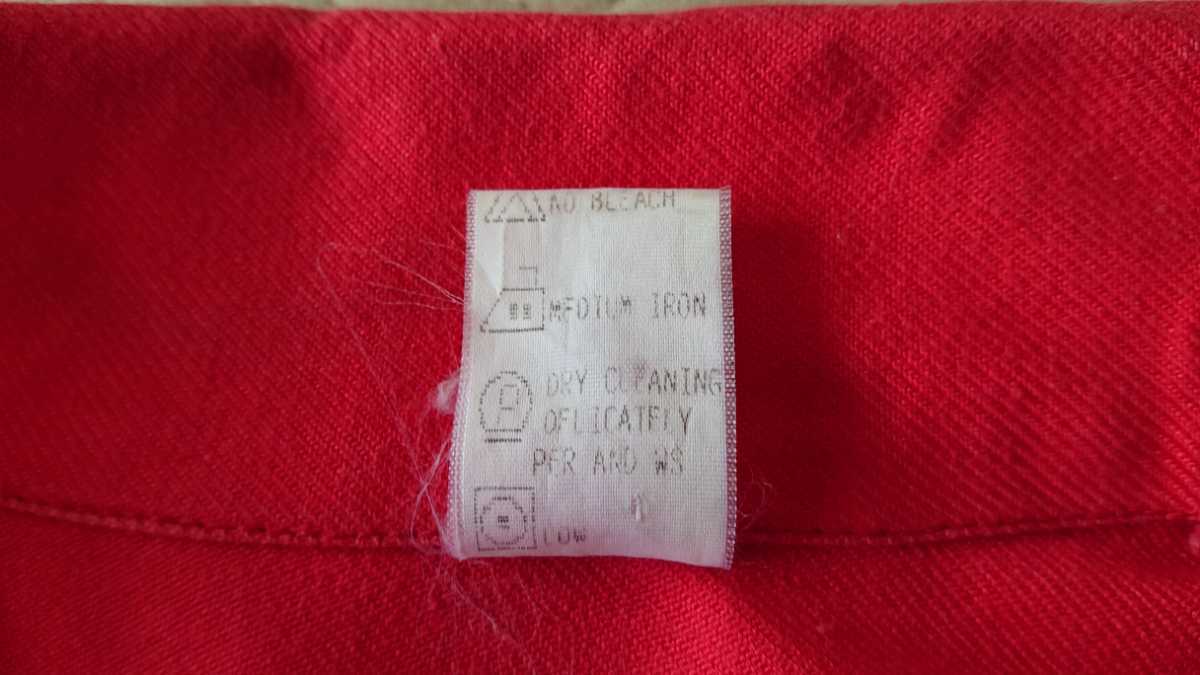 NO BLEACH
MEDIUM IRON
P
DRY CLEANING
DELICATELY
PER AND WS
LOW